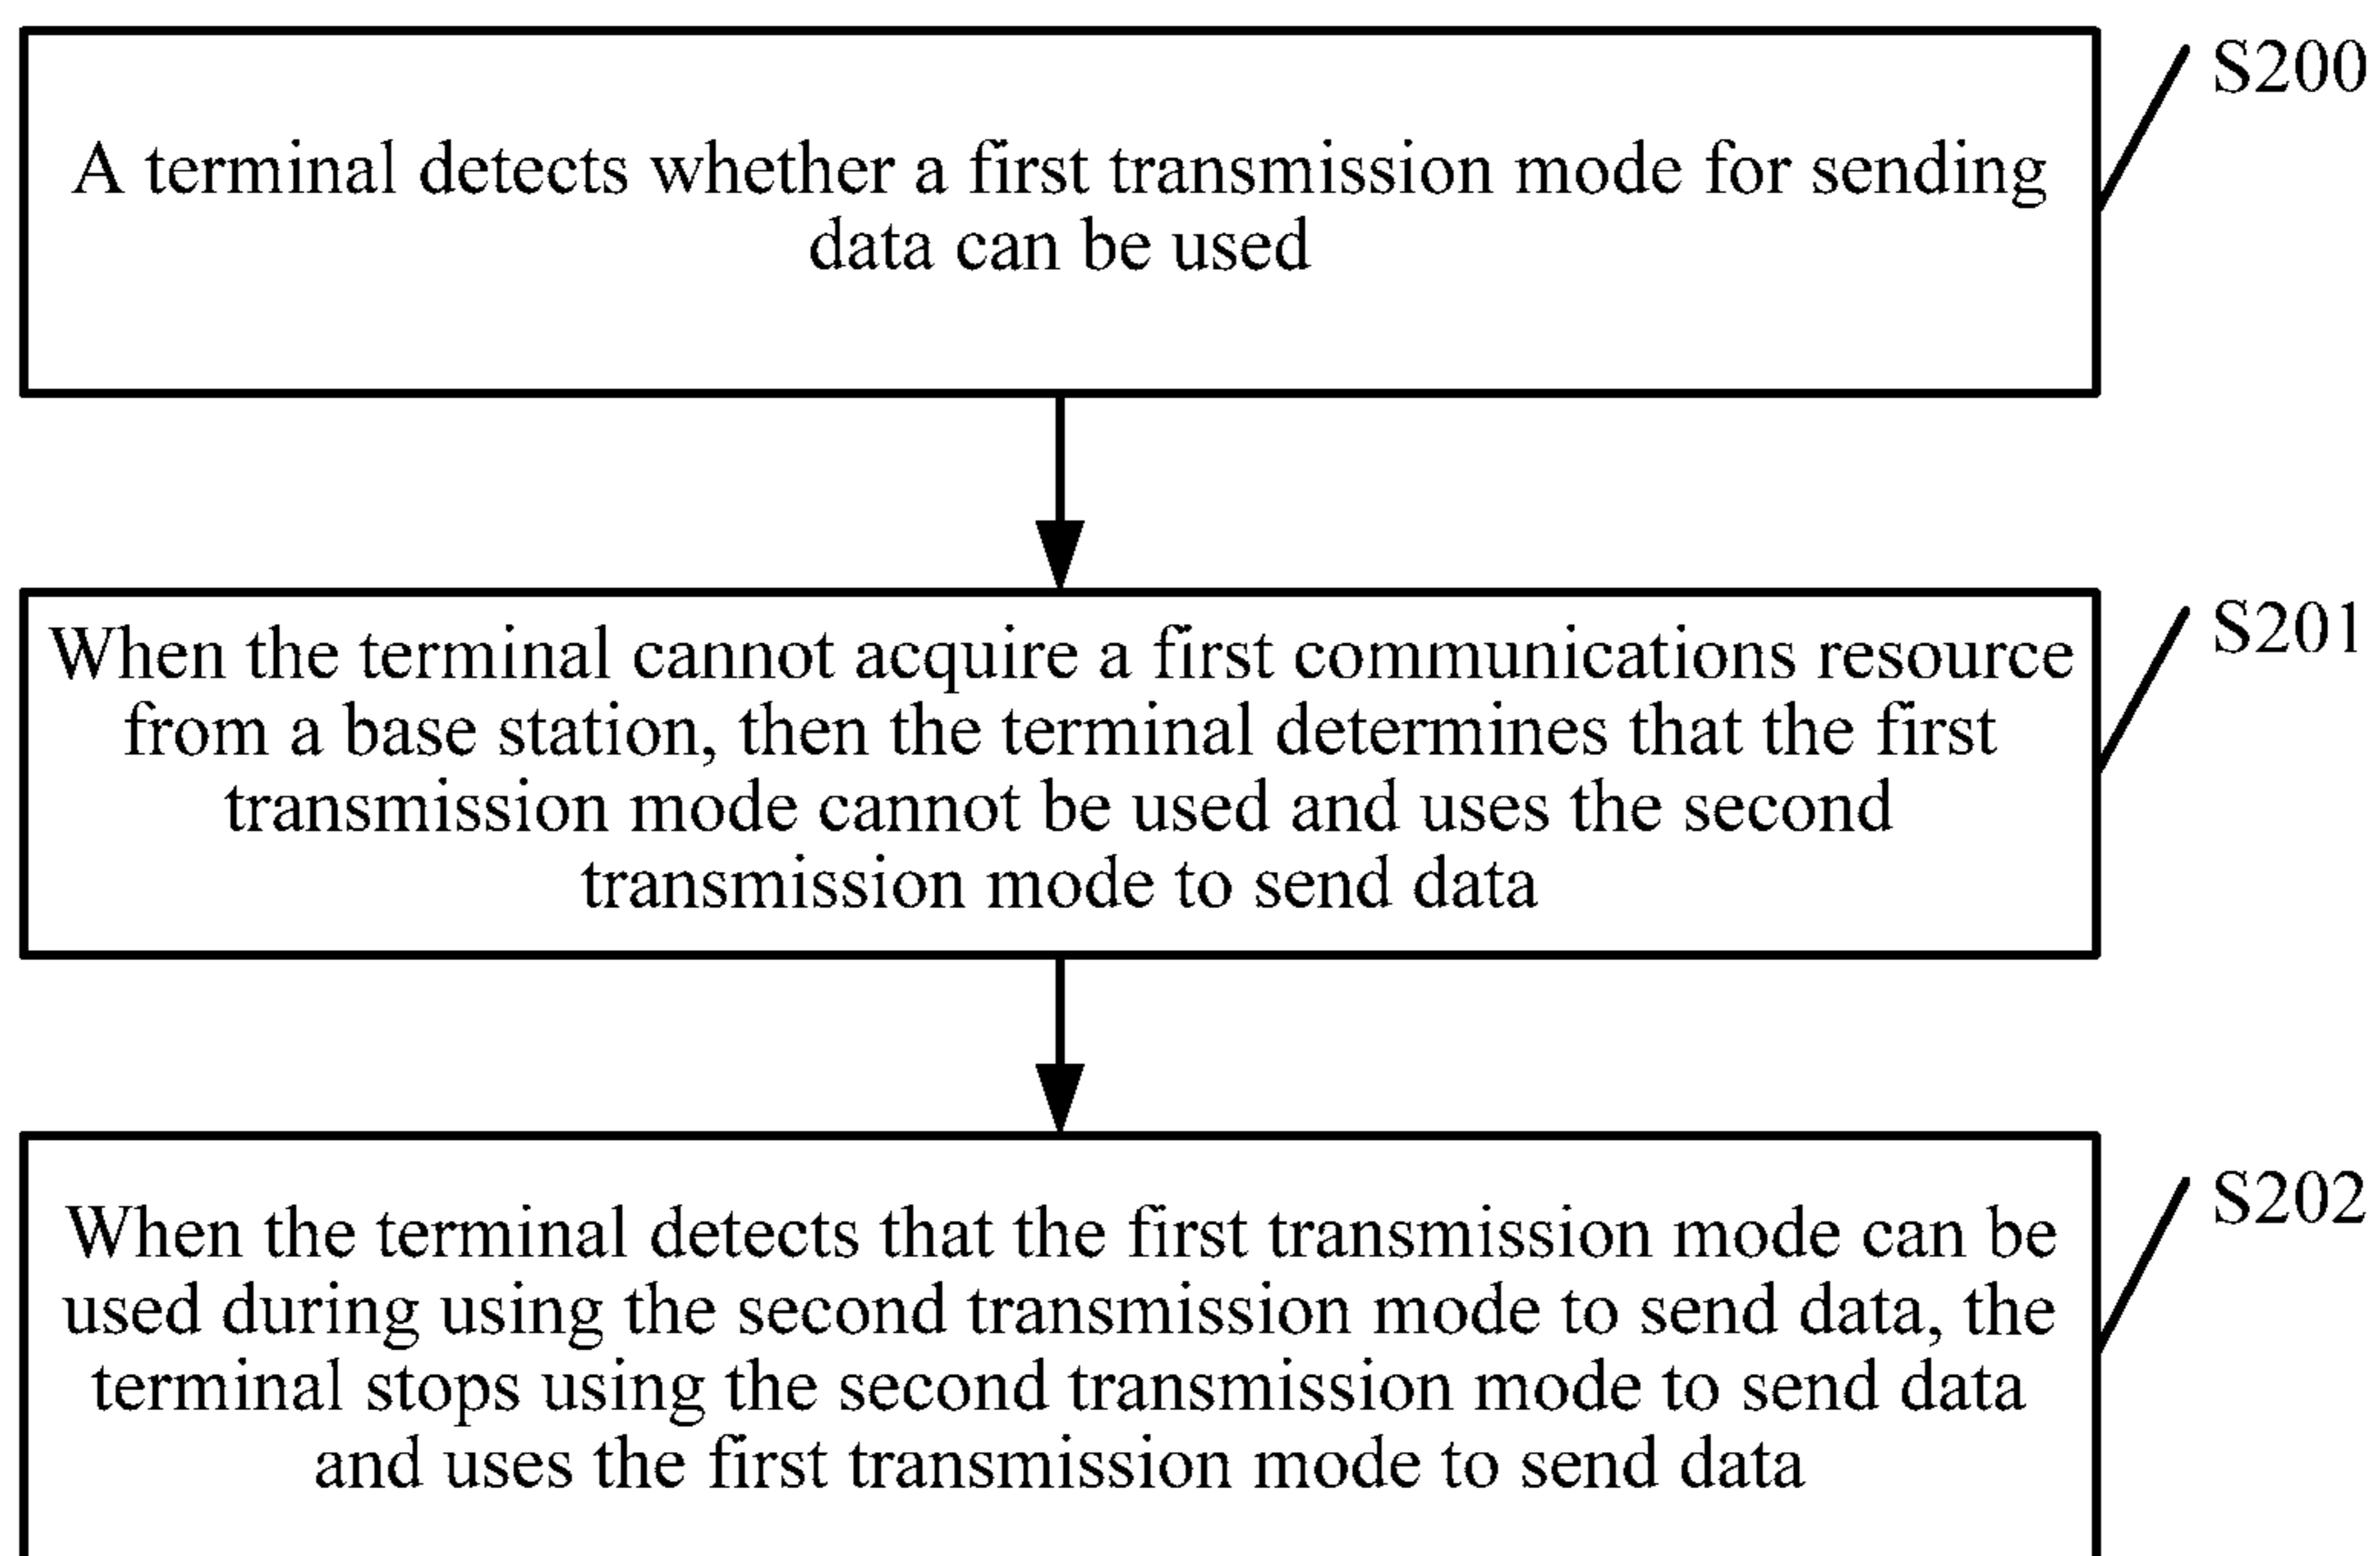 A terminal detects whether a first transmission mode for sending
data can be used
S200
When the terminal cannot acquire a first communications resource
from a base station, then the terminal determines that the first
transmission mode cannot be used and uses the second
transmission mode to send data
S201
When the terminal detects that the first transmission mode can be
used during using the second transmission mode to send data, the
terminal stops using the second transmission mode to send data
and uses the first transmission mode to send data
S202